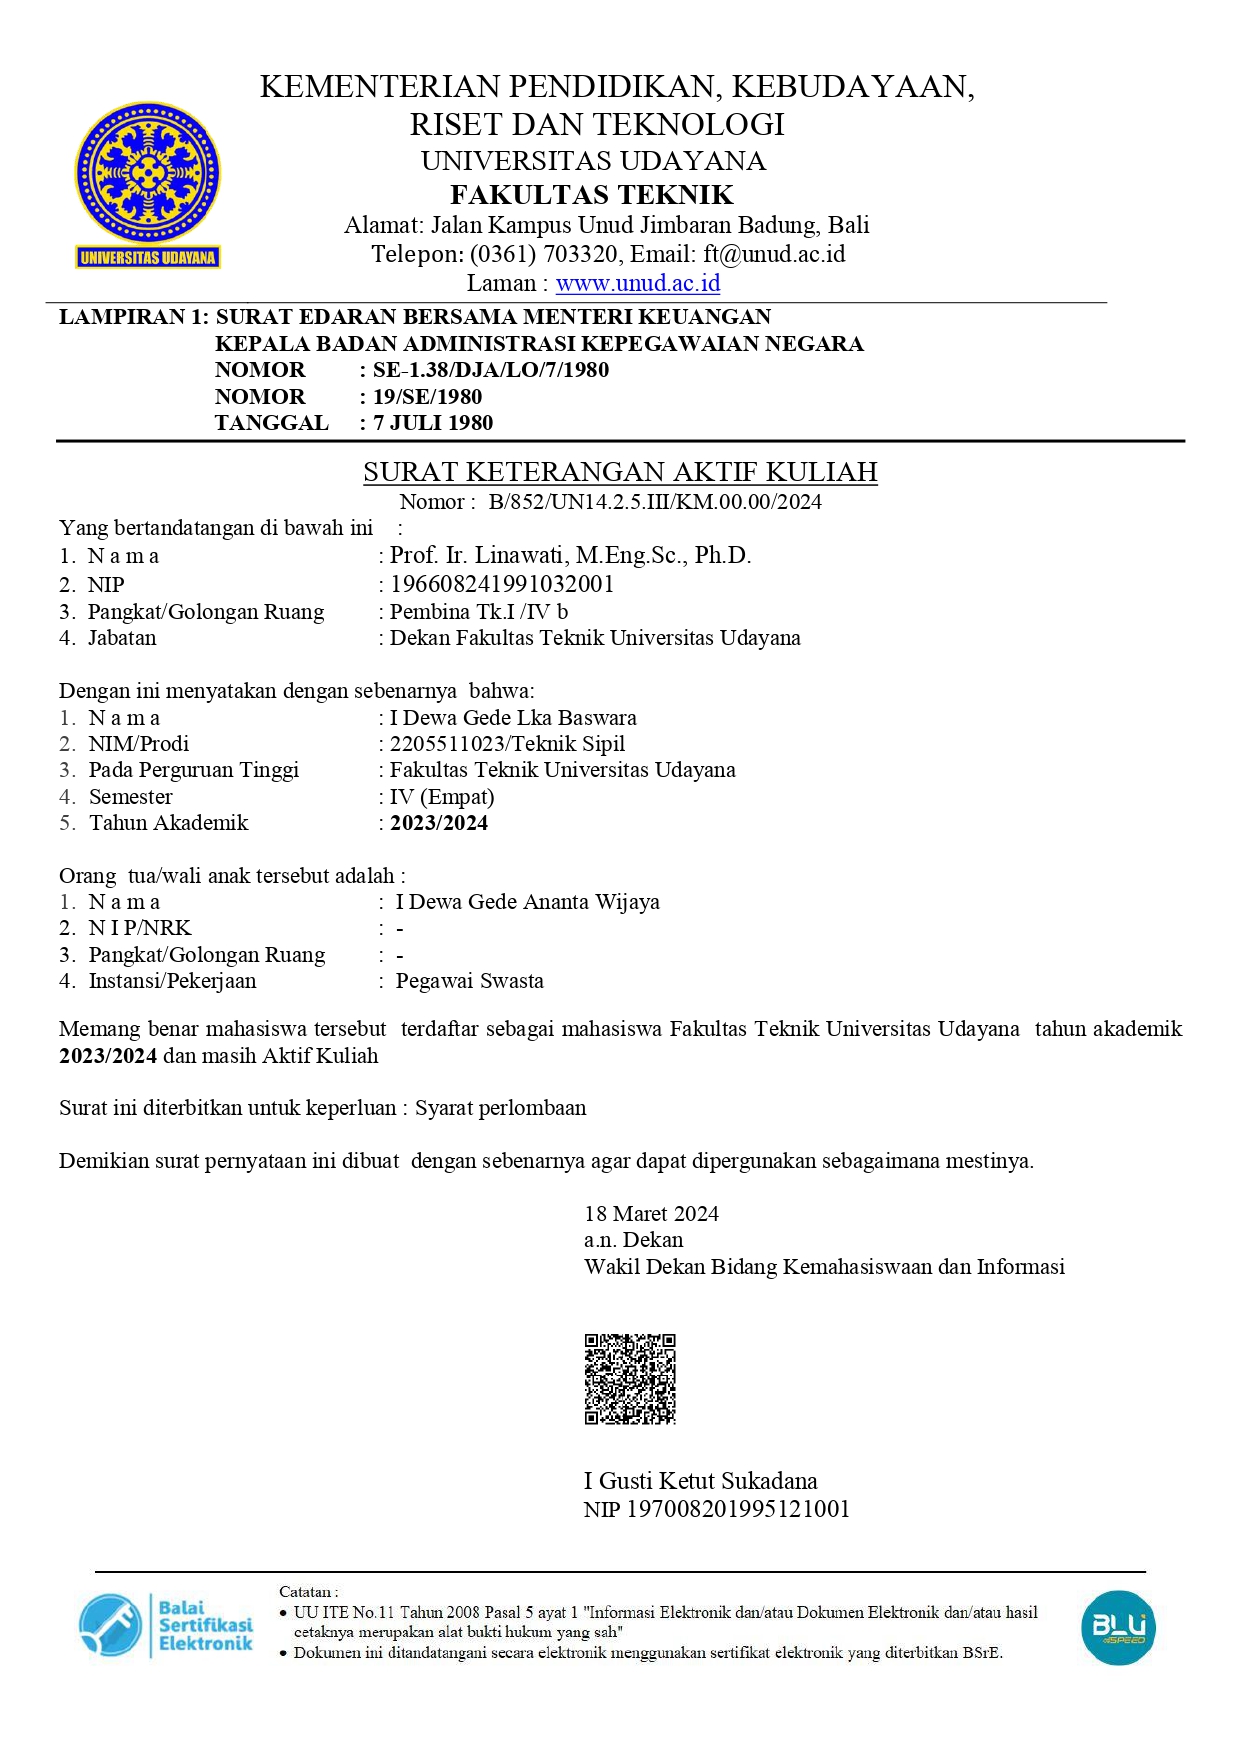 KEMENTERIAN PENDIDIKAN, KEBUDAYAAN,
RISET DAN TEKNOLOGI
UNIVERSITAS UDAYANA
FAKULTAS TEKNIK
Alamat: Jalan Kampus Unud Jimbaran Badung, Bali
Telepon: (0361) 703320, Email: ft@unud.ac.id
Laman : www.unud.ac.id
UNIVERSITAS UDAYANA
LAMPIRAN 1: SURAT EDARAN BERSAMA MENTERI KEUANGAN
KEPALA BADAN ADMINISTRASI KEPEGAWAIAN NEGARA
NOMOR : SE-1.38/DJA/LO/7/1980
NOMOR : 19/SE/1980
TANGGAL : 7 JULI 1980
SURAT KETERANGAN AKTIF KULIAH
Nomor : B/852/UN14.2.5.III/KM.00.00/2024
Yang bertandatangan di bawah ini :
1. N a m a : Prof. Ir. Linawati, M.Eng.Sc., Ph.D.
2. NIP : 196608241991032001
3. Pangkat/Golongan Ruang : Pembina Tk.I /IV b
4. Jabatan : Dekan Fakultas Teknik Universitas Udayana
Dengan ini menyatakan dengan sebenarnya bahwa:
1. N a m a : I Dewa Gede Lka Baswara
2. NIM/Prodi : 2205511023/Teknik Sipil
3. Pada Perguruan Tinggi : Fakultas Teknik Universitas Udayana
4. Semester : IV (Empat)
5. Tahun Akademik : 2023/2024
Orang tua/wali anak tersebut adalah :
1. N a m a : I Dewa Gede Ananta Wijaya
2. N I P/NRK : -
3. Pangkat/Golongan Ruang : -
4. Instansi/Pekerjaan : Pegawai Swasta
Memang benar mahasiswa tersebut terdaftar sebagai mahasiswa Fakultas Teknik Universitas Udayana tahun akademik
2023/2024 dan masih Aktif Kuliah
Surat ini diterbitkan untuk keperluan : Syarat perlombaan
Demikian surat pernyataan ini dibuat dengan sebenarnya agar dapat dipergunakan sebagaimana mestinya.
18 Maret 2024
a.n. Dekan
Wakil Dekan Bidang Kemahasiswaan dan Informasi
I Gusti Ketut Sukadana
NIP 197008201995121001
Balai
Sertifikasi
Elektronik
Catatan :
• UU ITE No.11 Tahun 2008 Pasal 5 ayat 1 "Informasi Elektronik dan/atau Dokumen Elektronik dan/atau hasil
cetaknya merupakan alat bukti hukum yang sah"
• Dokumen ini ditandatangani secara elektronik menggunakan sertifikat elektronik yang diterbitkan BSrE.
BLU
SPEED